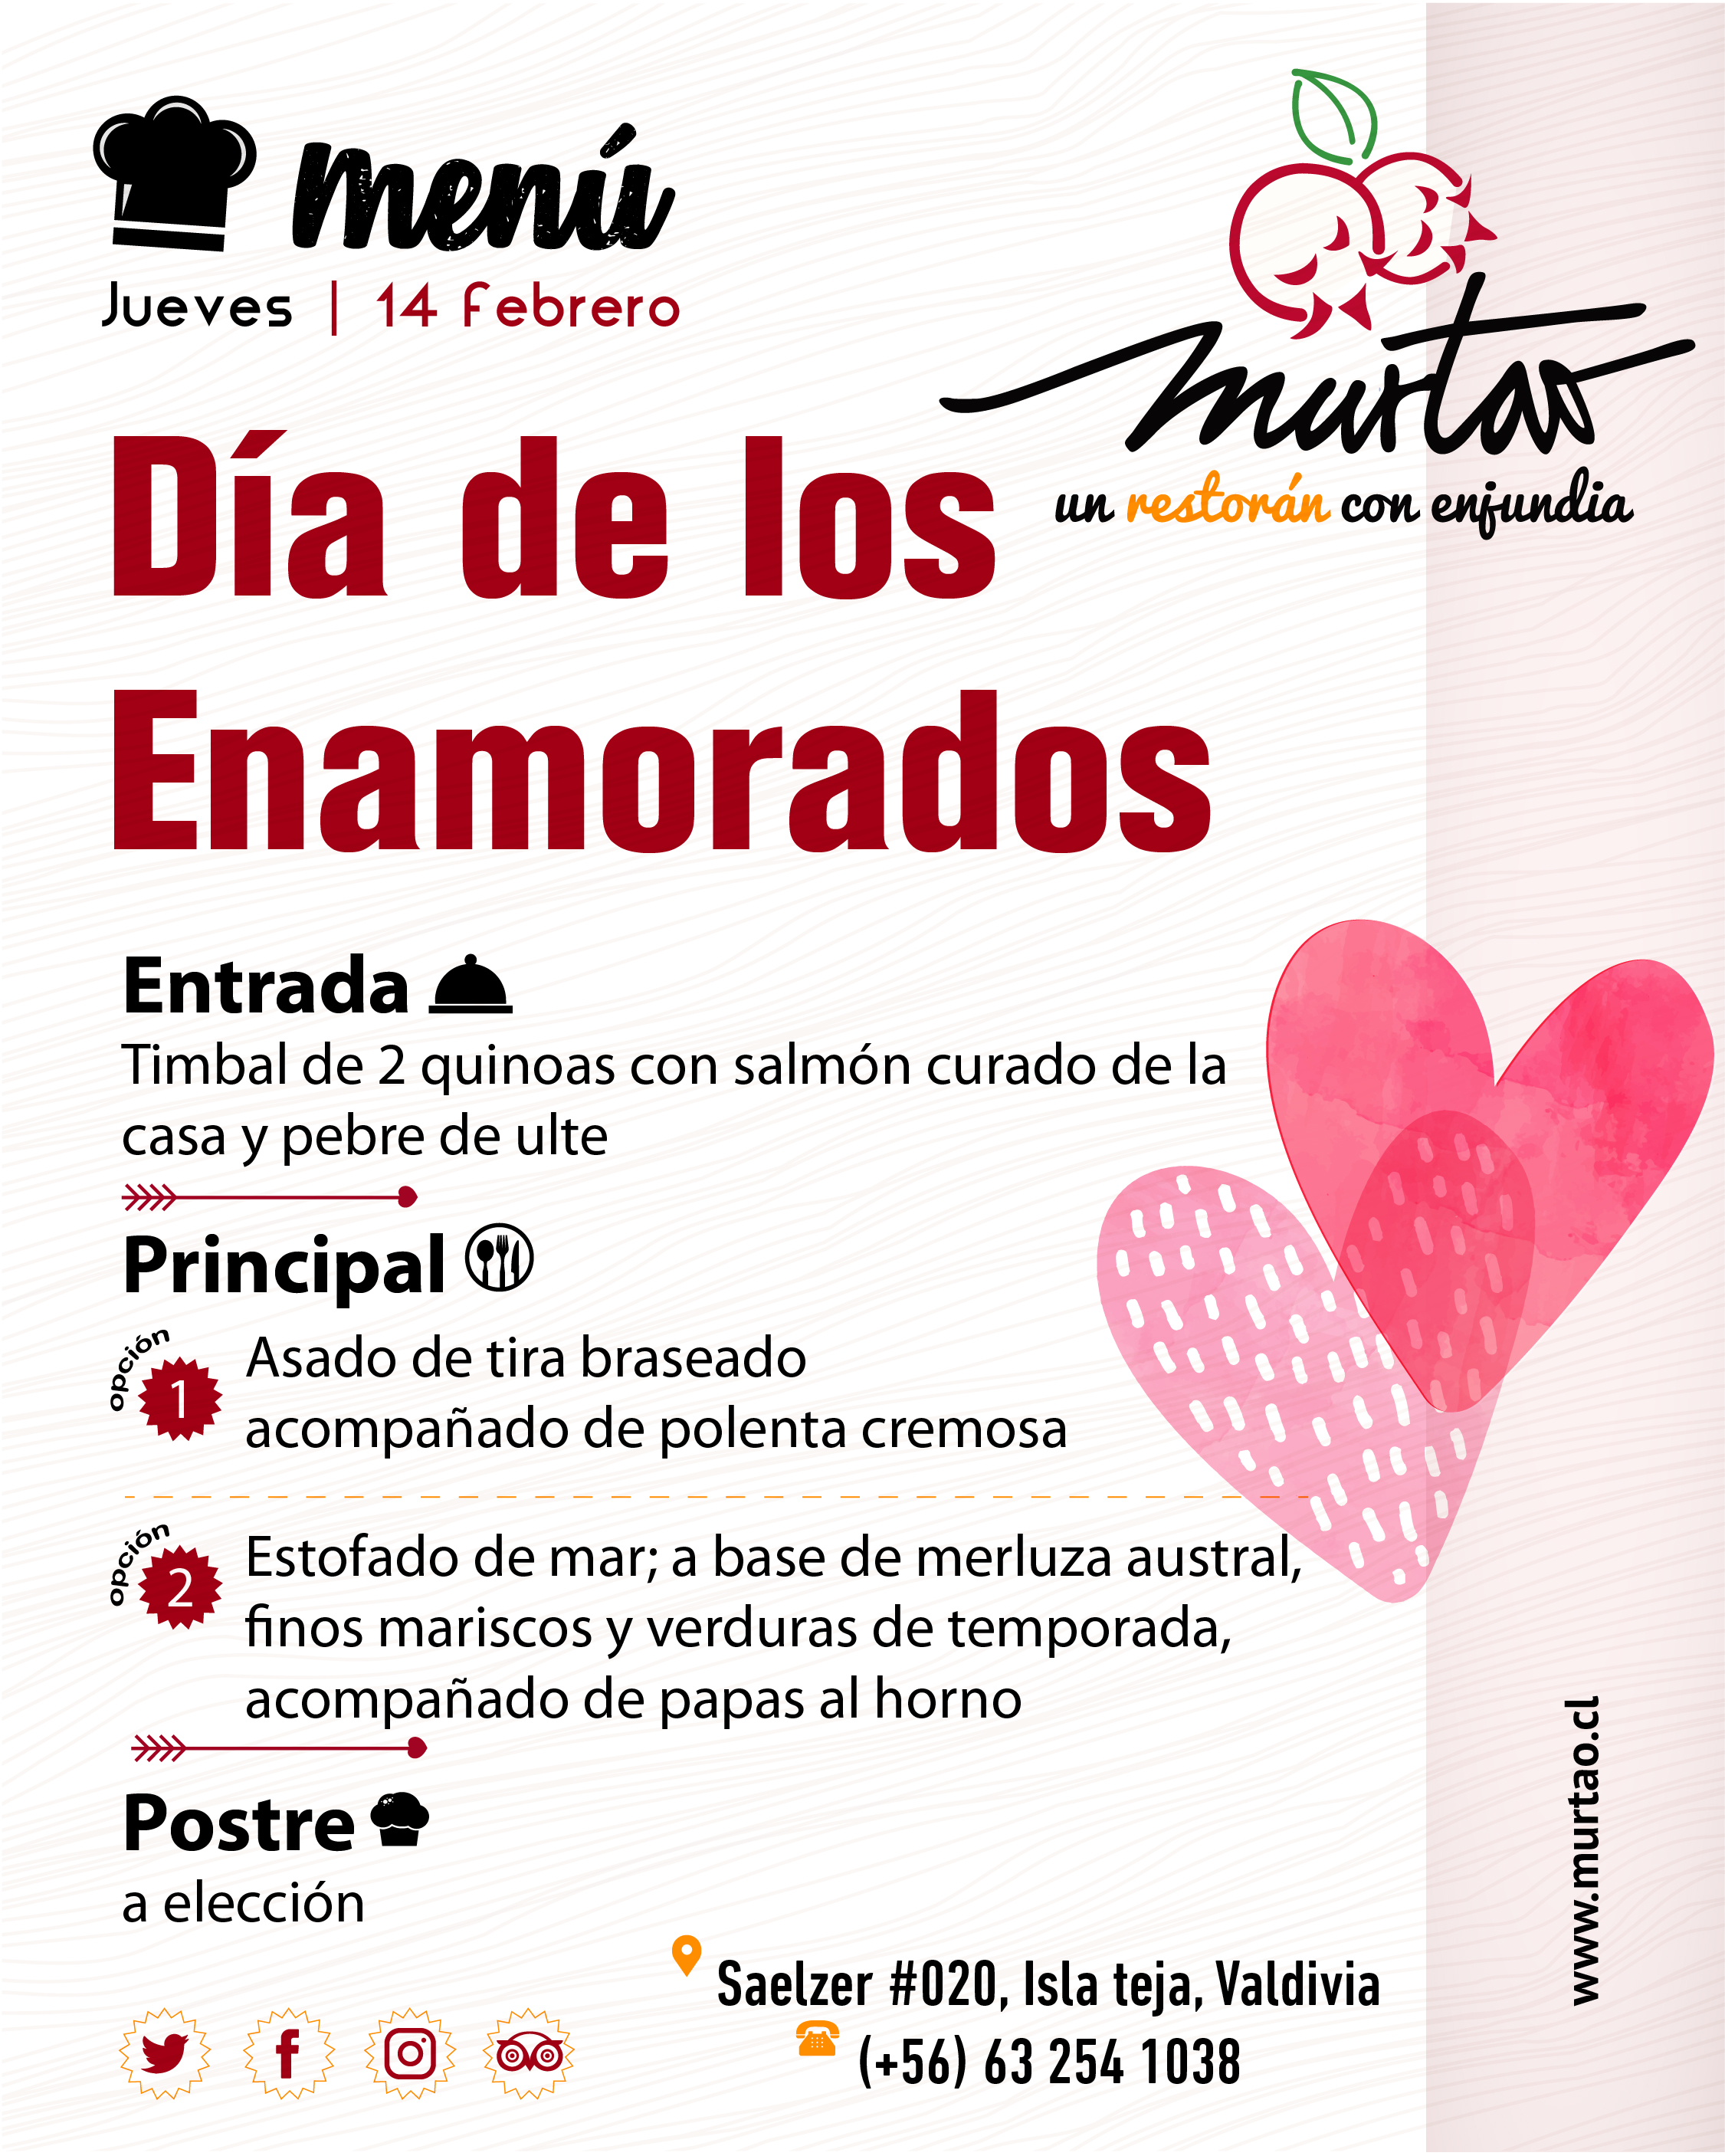 menú
Jueves | 14 Febrero
murtao
un restorán con enjundia
Día de los
Enamorados
Entrada
Timbal de 2 quinoas con salmón curado de la
casa y pebre de ulte
Principal
opción 1
Asado de tira braseado
acompañado de polenta cremosa
opción 2
Estofado de mar; a base de merluza austral,
finos mariscos y verduras de temporada,
acompañado de papas al horno
Postre
a elección
Saelzer #020, Isla teja, Valdivia
(+56) 63 254 1038
www.murtao.cl